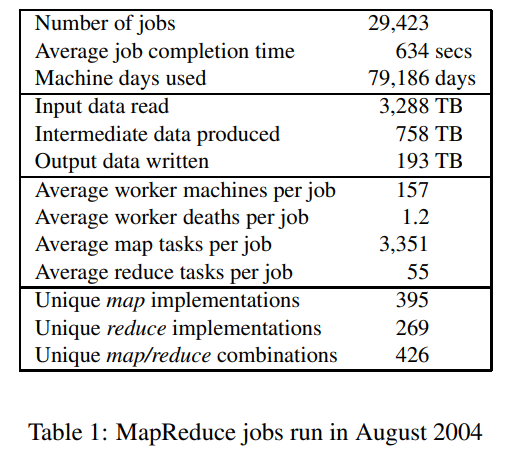 Number of jobs 29,423
Average job completion time 634 secs
Machine days used 79,186 days
Input data read 3,288 TB
Intermediate data produced 758 TB
Output data written 193 TB
Average worker machines per job 157
Average worker deaths per job 1.2
Average map tasks per job 3,351
Average reduce tasks per job 55
Unique map implementations 395
Unique reduce implementations 269
Unique map/reduce combinations 426
Table 1: MapReduce jobs run in August 2004